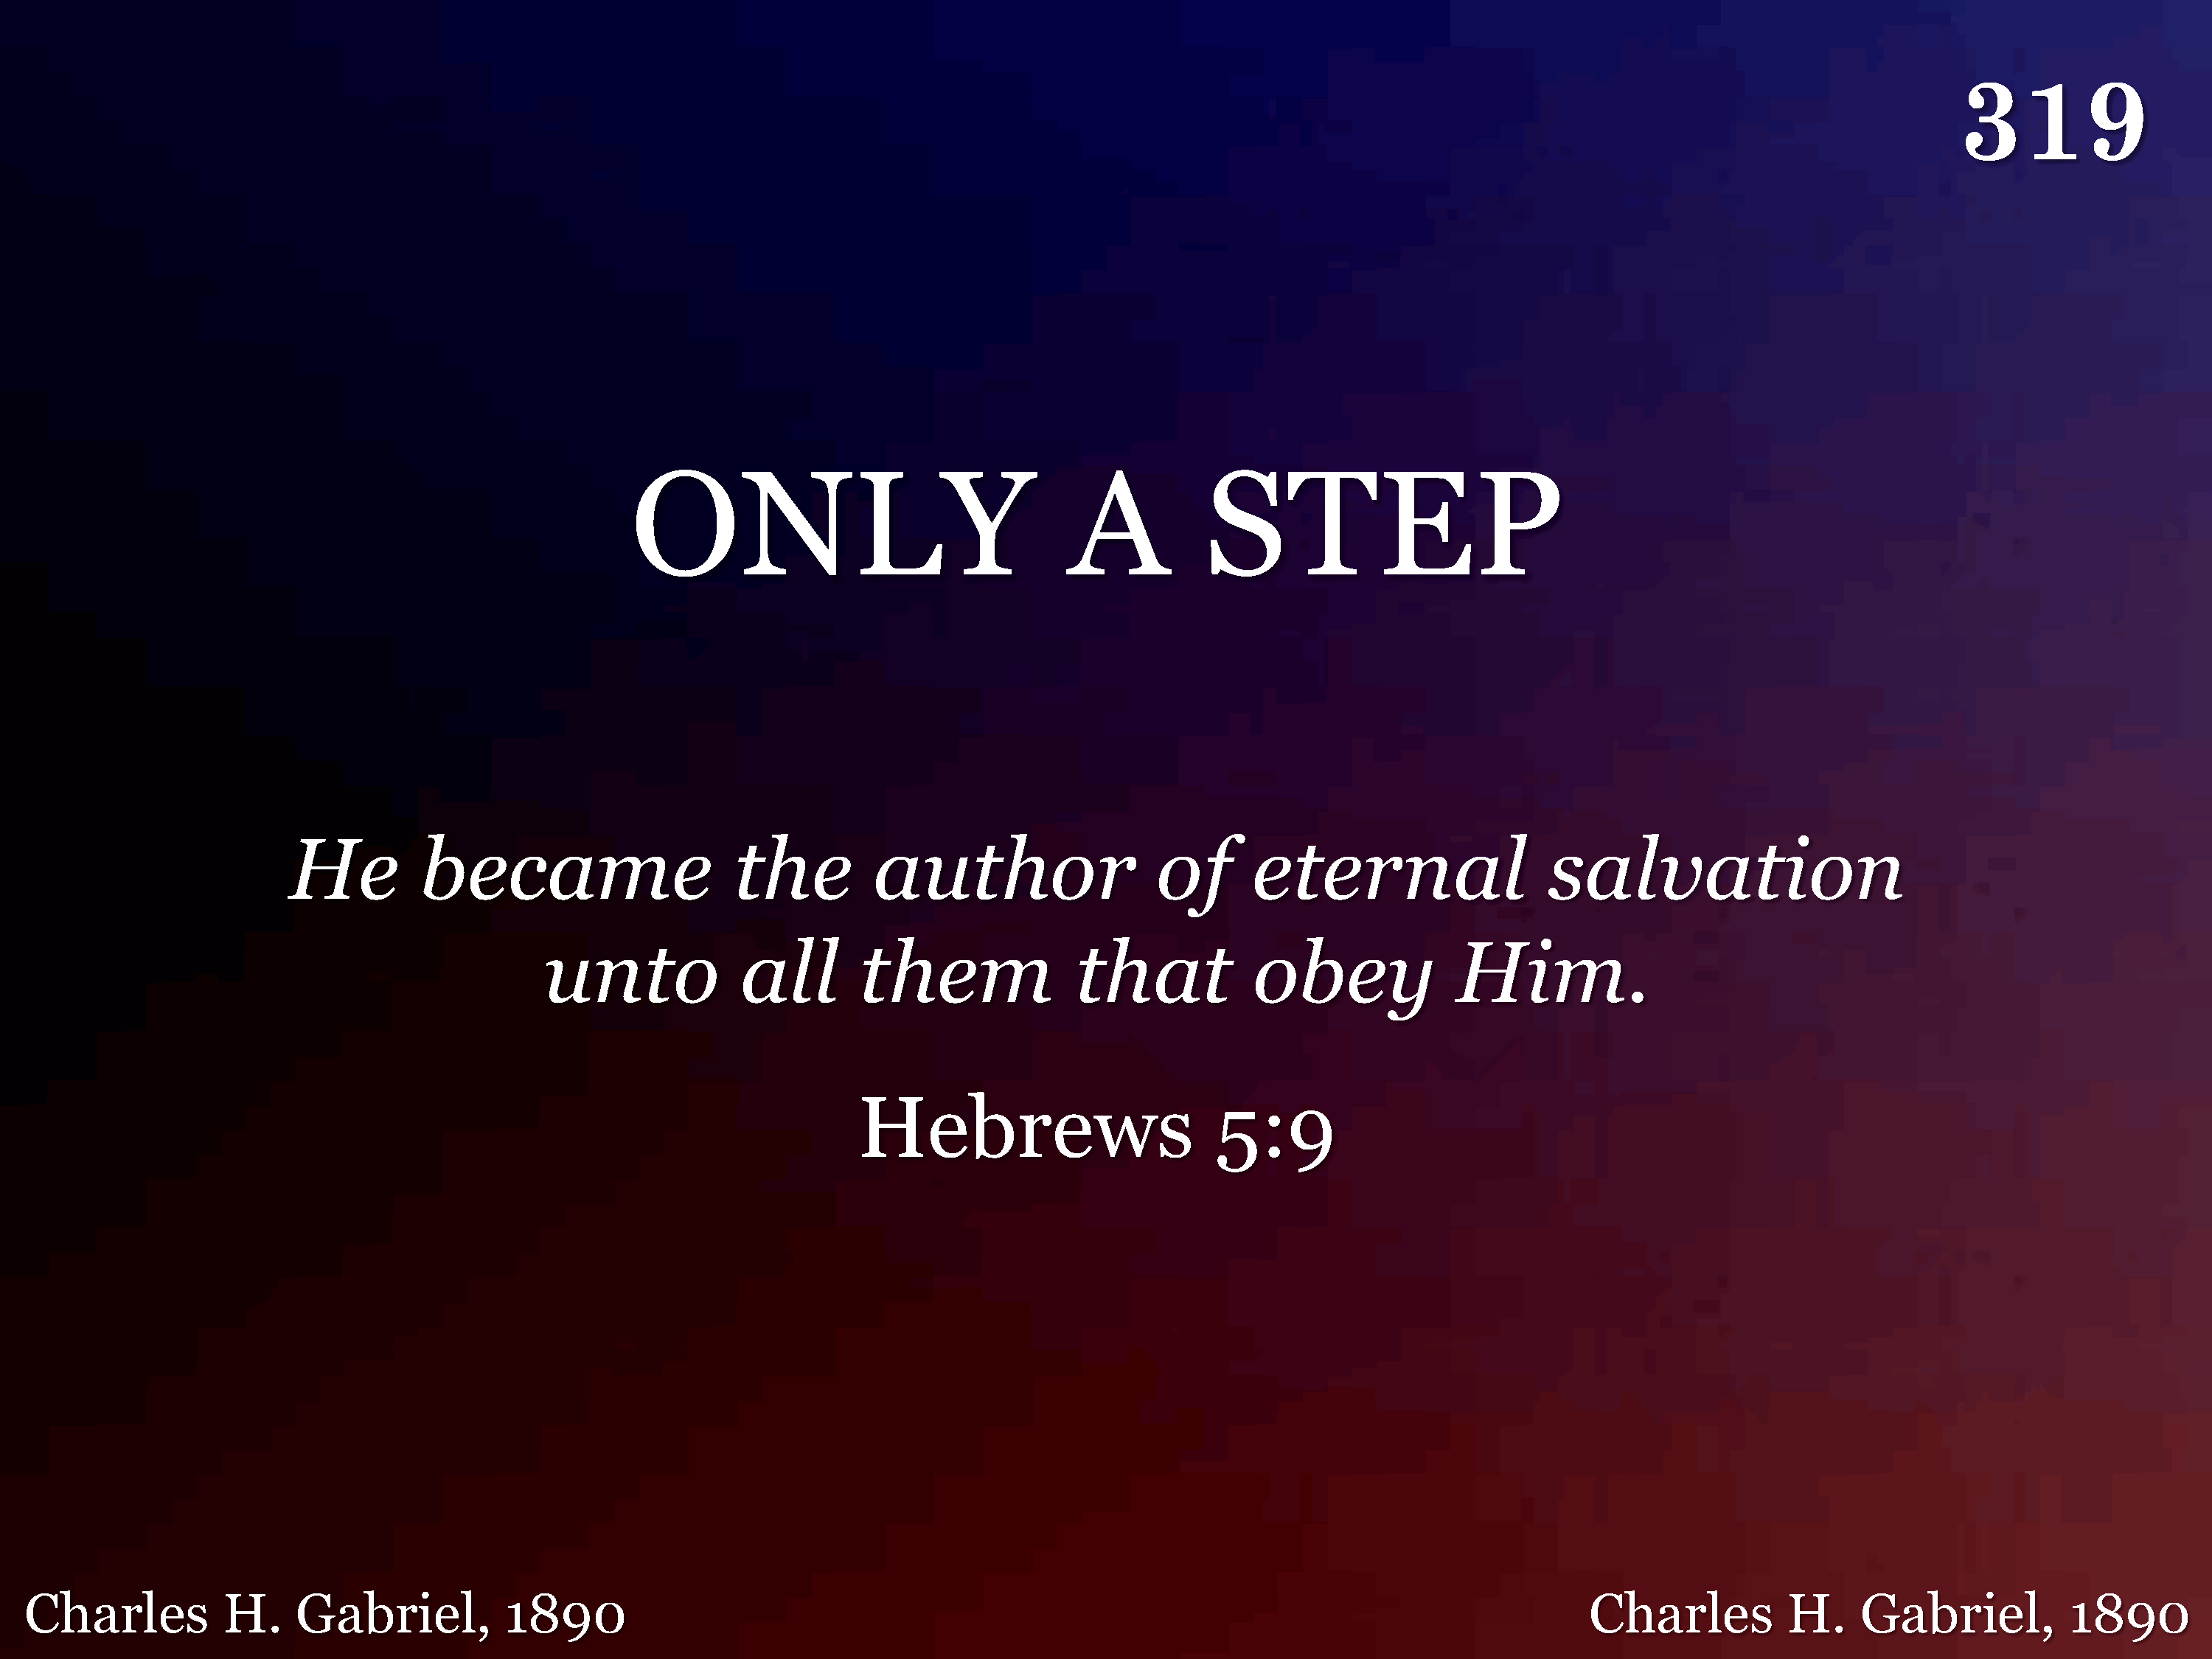 319
ONLY A STEP
He became the author of eternal salvation
unto all them that obey Him.
Hebrews 5:9
Charles H. Gabriel, 1890
Charles H. Gabriel, 1890